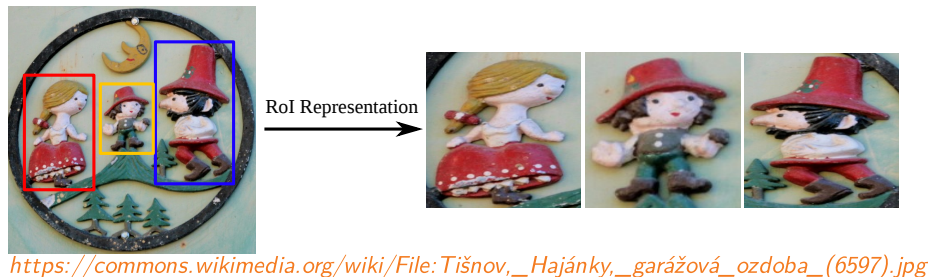 RoI Representation
https://commons.wikimedia.org/wiki/File:Tišnov,_Hajánky,_garážová_ozdoba_(6597).jpg